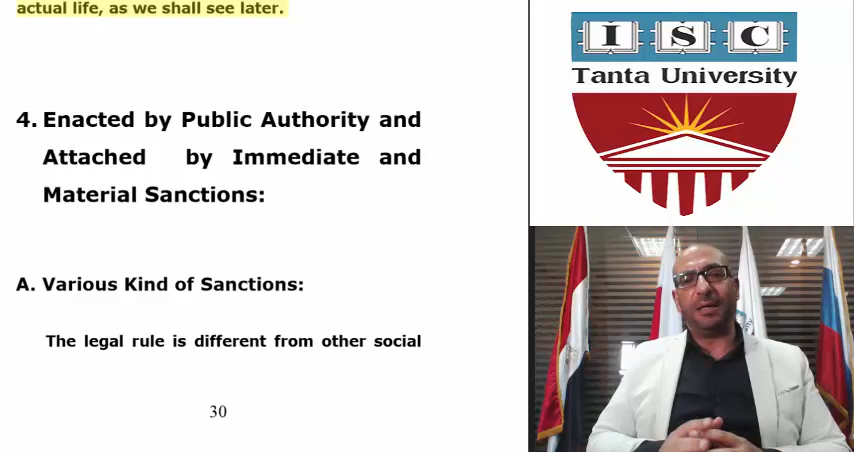 actual life, as we shall see later.
4. Enacted by Public Authority and
Attached by Immediate and
Material Sanctions:
A. Various Kind of Sanctions:
The legal rule is different from other social
30
I S C
Tanta University